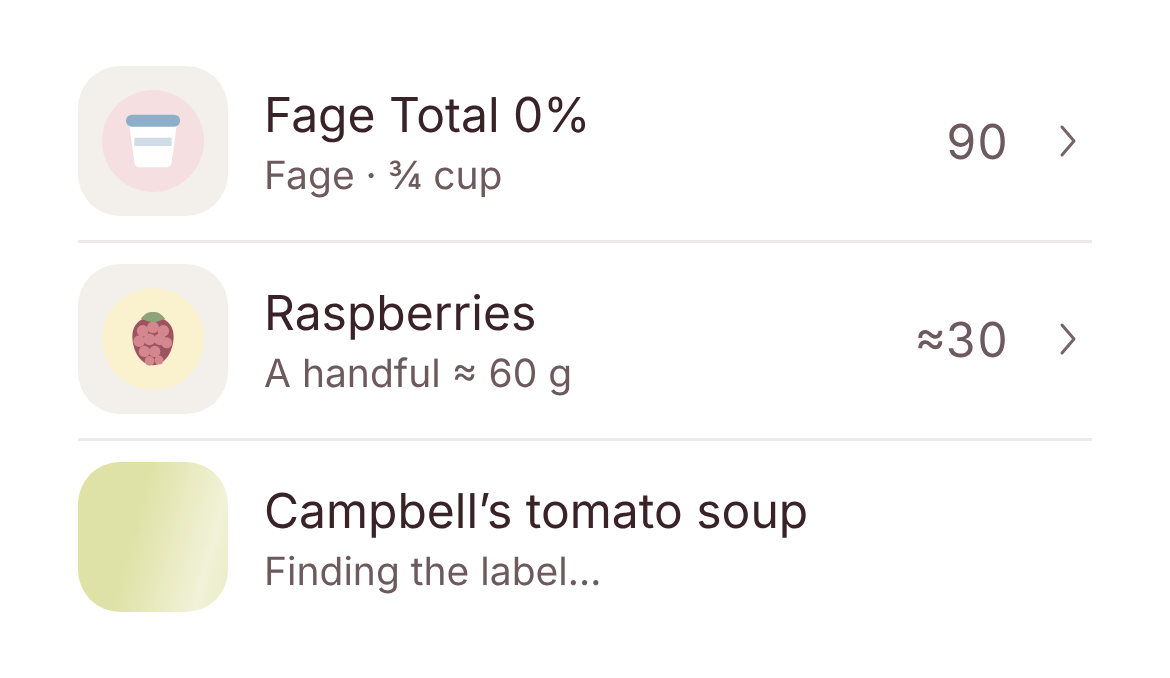 Fage Total 0%
Fage · ¾ cup
90
Raspberries
A handful ≈ 60 g
≈30
Campbell’s tomato soup
Finding the label…